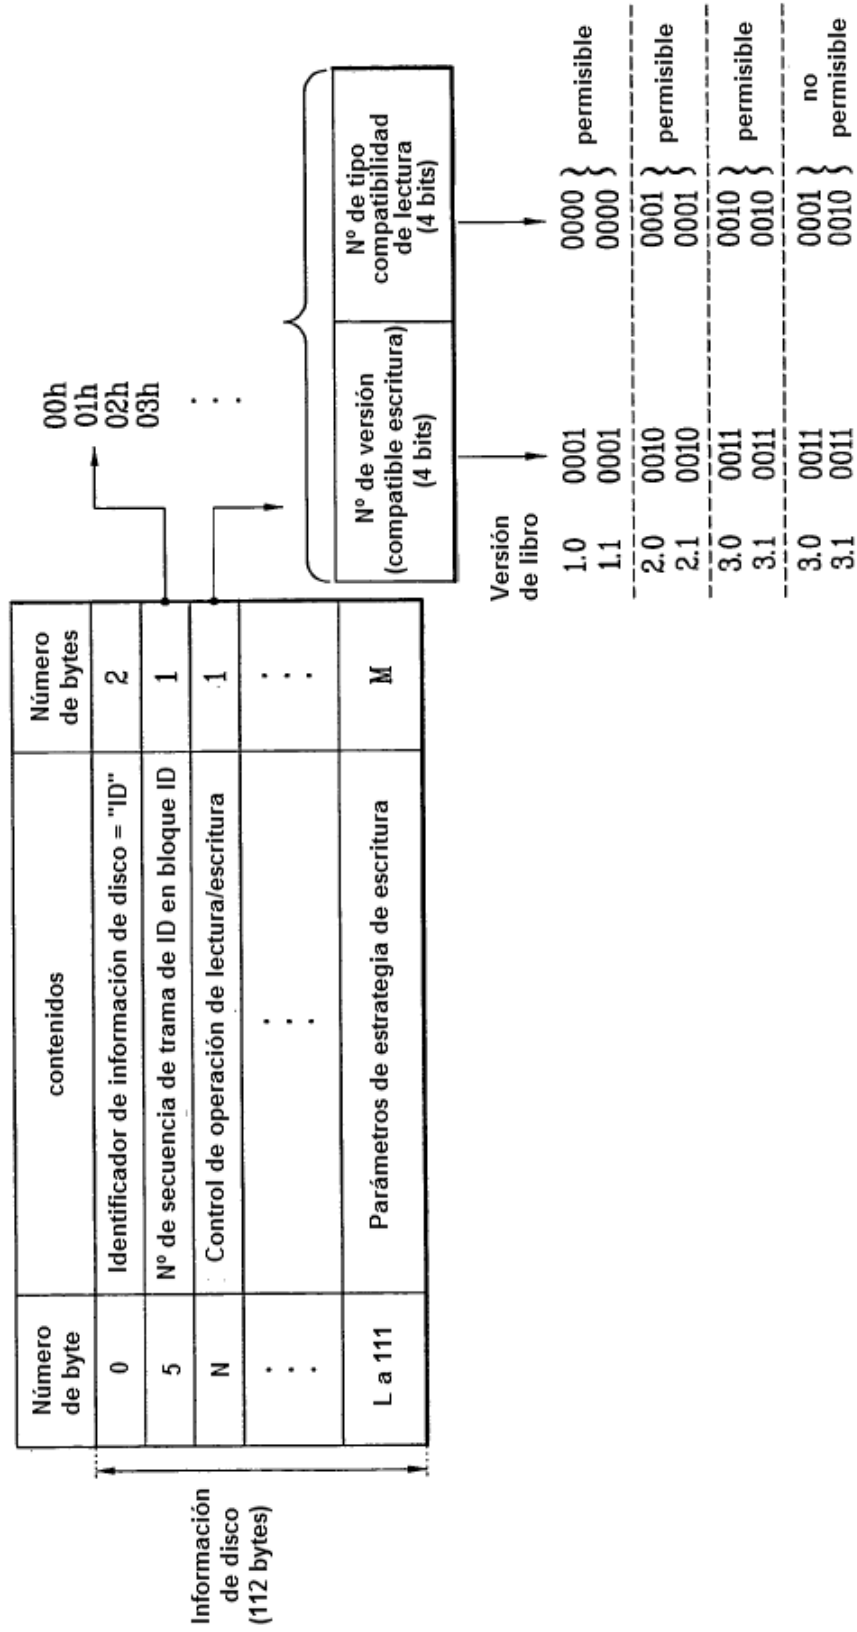 Información
de disco
(112 bytes)
Número
de byte
contenidos
Número
de bytes
0
Identificador de información de disco = "ID"
2
5
Nº de secuencia de trama de ID en bloque ID
1
N
Control de operación de lectura/escritura
1
L a 111
Parámetros de estrategia de escritura
M
00h
01h
02h
03h
Nº de versión
(compatible escritura)
(4 bits)
Nº de tipo
compatibilidad
de lectura
(4 bits)
Versión
de libro
1.0 0001 0000
1.1 0001 0000
permisible
2.0 0010 0001
2.1 0010 0001
permisible
3.0 0011 0010
3.1 0011 0010
permisible
3.0 0011 0001
3.1 0011 0010
no
permisible